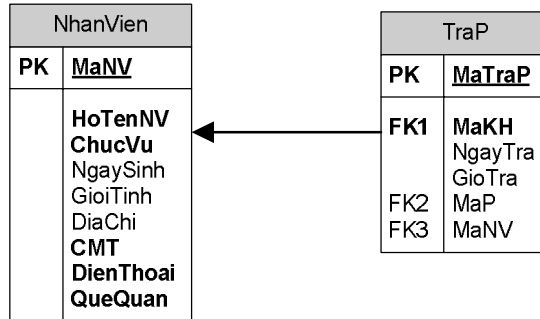 NhanVien
PK MaNV
HoTenNV
ChucVu
NgaySinh
GioiTinh
DiaChi
CMT
DienThoai
QueQuan
TraP
PK MaTraP
FK1 MaKH
NgayTra
GioTra
FK2 MaP
FK3 MaNV